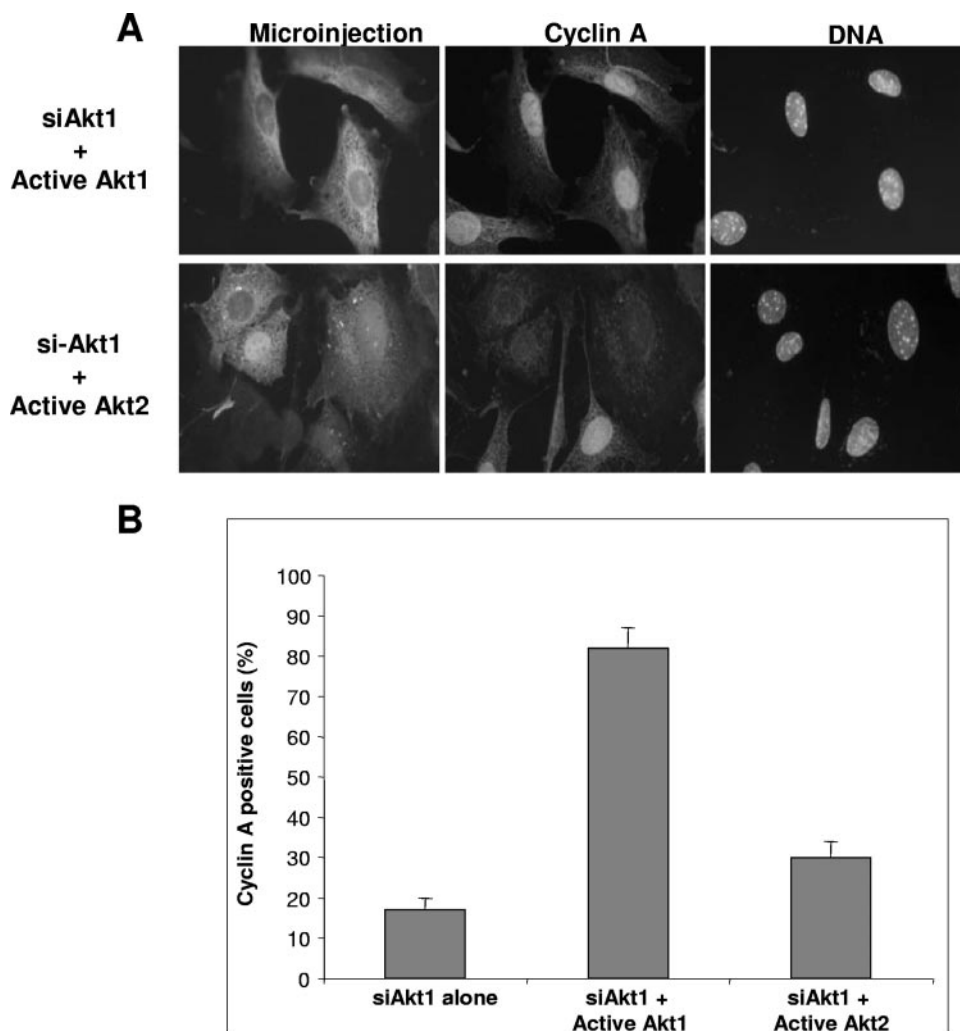 A
Microinjection
Cyclin A
DNA
siAkt1
+
Active Akt1
si-Akt1
+
Active Akt2
B
Cyclin A positive cells (%)
100
90
80
70
60
50
40
30
20
10
0
siAkt1 alone
siAkt1 +
Active Akt1
siAkt1 +
Active Akt2